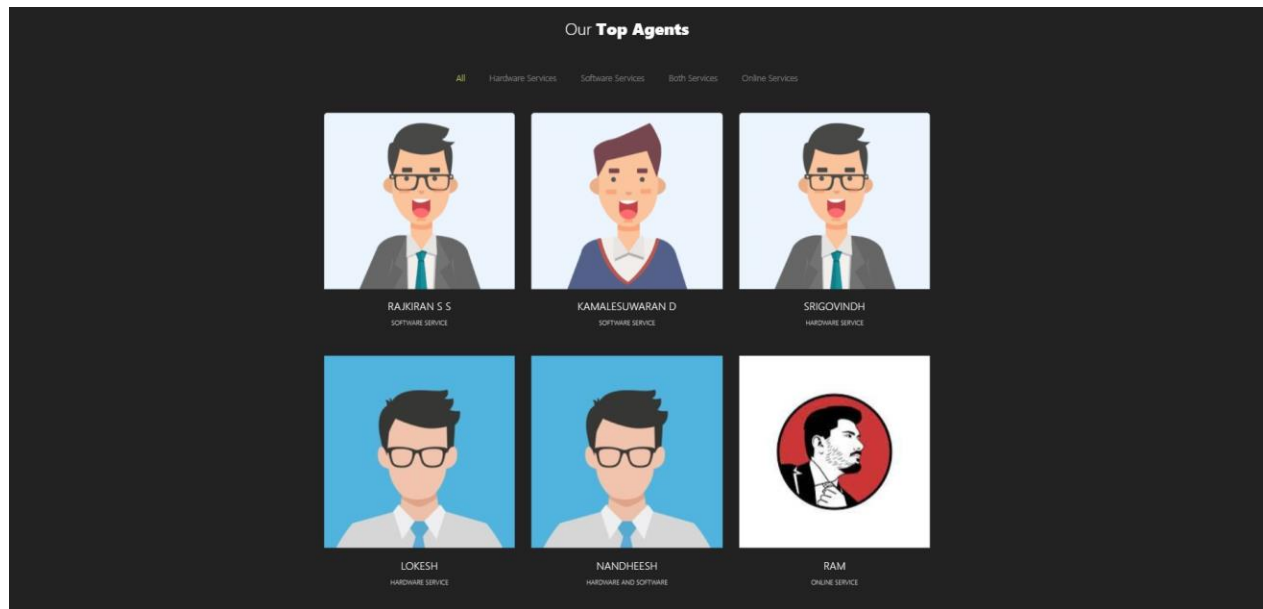 Our Top Agents
All Hardware Services Software Services Both Services Online Services
RAJKIRAN S S KAMALESUWARAN D SRIGOVINDH
SOFTWARE SERVICE SOFTWARE SERVICE HARDWARE SERVICE
LOKESH NANDHEESH RAM
HARDWARE SERVICE HARDWARE AND SOFTWARE ONLINE SERVICE